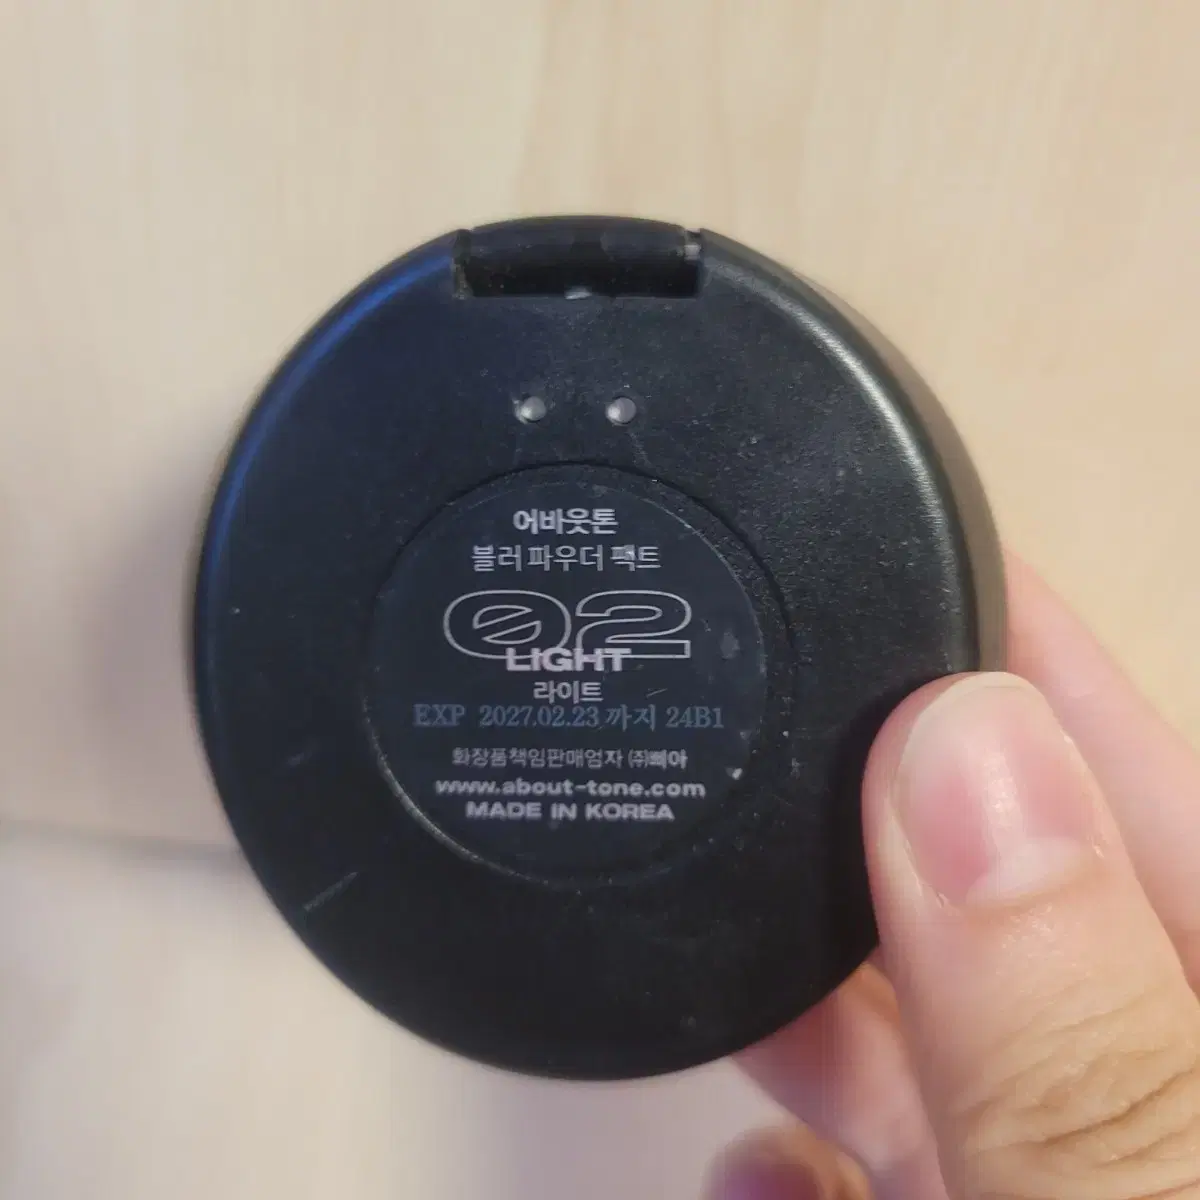 어바웃톤
블러 파우더 팩트
02
LIGHT
라이트
EXP 2027.02.23 까지 24B1
화장품책임판매업자 (주)삐아
www.about-tone.com
MADE IN KOREA